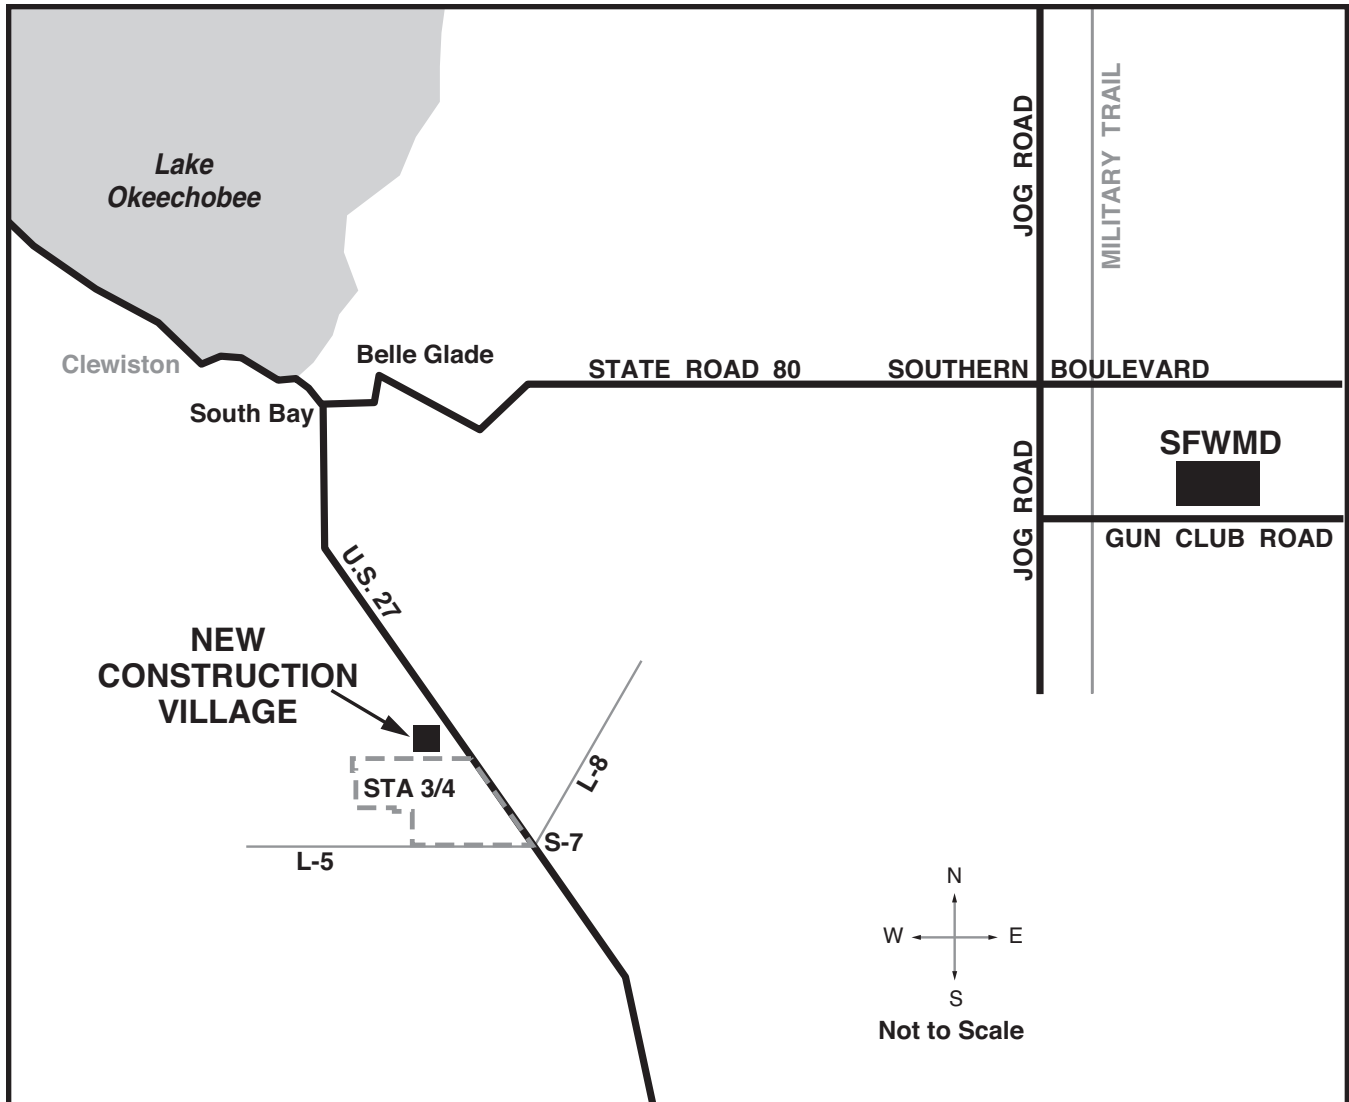 JOG ROAD
MILITARY TRAIL
Lake
Okeechobee
Clewiston
Belle Glade
STATE ROAD 80
SOUTHERN BOULEVARD
South Bay
SFWMD
JOG ROAD
GUN CLUB ROAD
U.S. 27
NEW
CONSTRUCTION
VILLAGE
L-8
STA 3/4
S-7
L-5
N
W E
S
Not to Scale